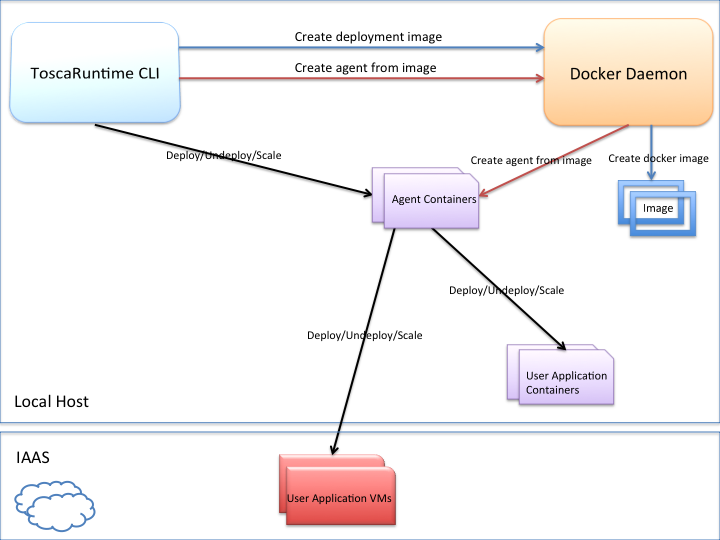 Create deployment image
ToscaRuntime CLI
Create agent from image
Docker Daemon
Deploy/Undeploy/Scale
Create agent from image
Create docker image
Agent Containers
Image
Deploy/Undeploy/Scale
Deploy/Undeploy/Scale
User Application
Containers
Local Host
IAAS
User Application VMs